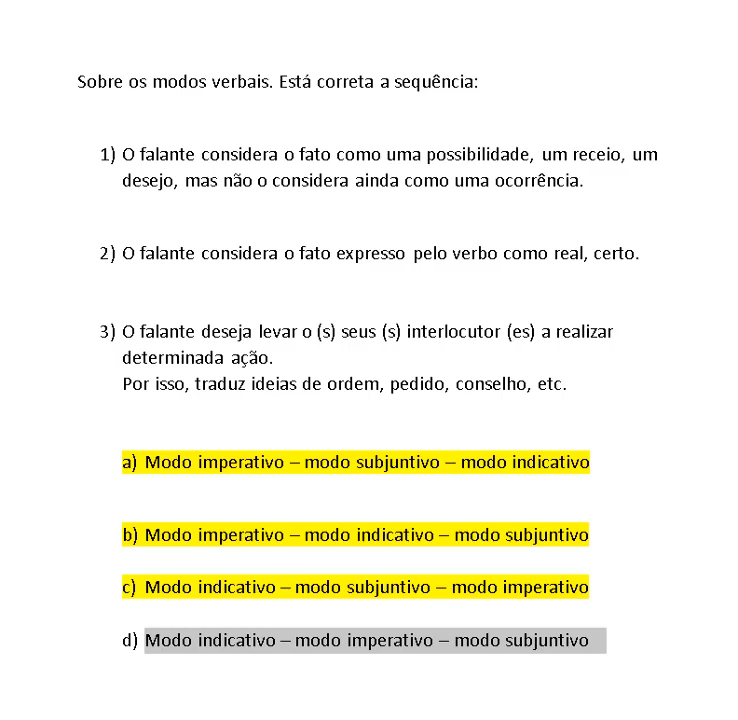 Sobre os modos verbais. Está correta a sequência:
1) O falante considera o fato como uma possibilidade, um receio, um
desejo, mas não o considera ainda como uma ocorrência.
2) O falante considera o fato expresso pelo verbo como real, certo.
3) O falante deseja levar o (s) seus (s) interlocutor (es) a realizar
determinada ação.
Por isso, traduz ideias de ordem, pedido, conselho, etc.
a) Modo imperativo – modo subjuntivo – modo indicativo
b) Modo imperativo – modo indicativo – modo subjuntivo
c) Modo indicativo – modo subjuntivo – modo imperativo
d) Modo indicativo – modo imperativo – modo subjuntivo